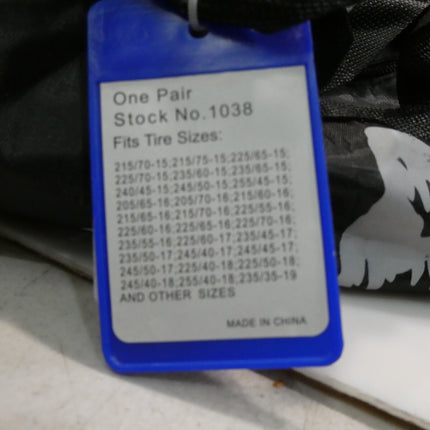 One Pair
Stock No.1038
Fits Tire Sizes:
215/70-15;215/75-15;225/65-15;
225/70-15;235/60-15;235/65-15;
240/45-15;245/50-15;255/45-15;
205/65-16;205/70-16;215/60-16;
215/65-16;215/70-16;225/55-16;
225/60-16;225/65-16;225/70-16;
235/55-16;225/60-17;235/45-17;
235/50-17;245/40-17;245/45-17;
245/50-17;225/40-18;225/50-18;
245/40-18;255/40-18;235/35-19
AND OTHER SIZES
MADE IN CHINA